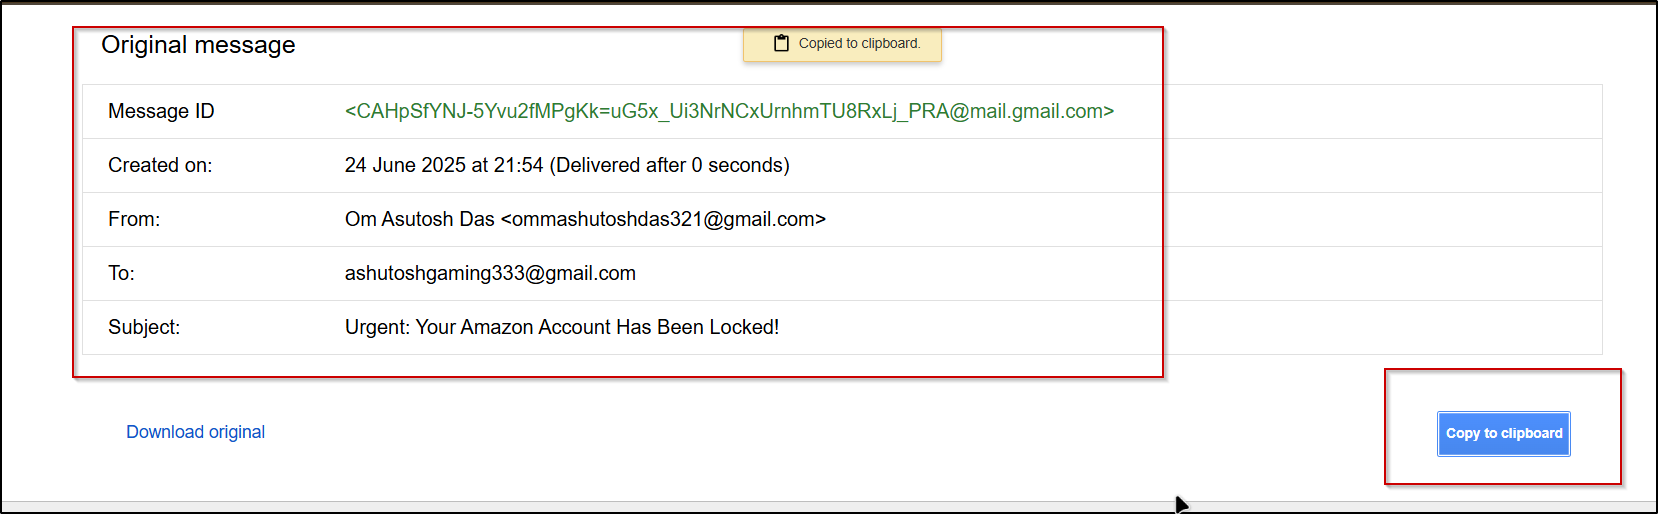 Original message
Copied to clipboard.
Message ID <CAHpSfYNJ-5Yvu2fMPgKk=uG5x_Ui3NrNCxUrnhmTU8RxLj_PRA@mail.gmail.com>
Created on: 24 June 2025 at 21:54 (Delivered after 0 seconds)
From: Om Asutosh Das <ommashutoshdas321@gmail.com>
To: ashutoshgaming333@gmail.com
Subject: Urgent: Your Amazon Account Has Been Locked!
Download original
Copy to clipboard